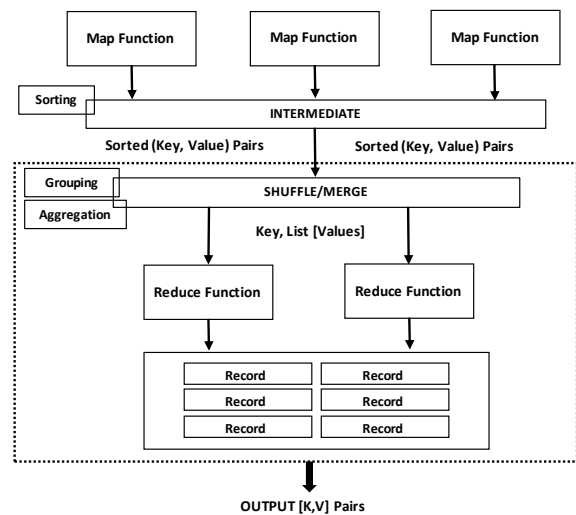 Map Function
Map Function
Map Function
Sorting
INTERMEDIATE
Sorted (Key, Value) Pairs
Sorted (Key, Value) Pairs
Grouping
SHUFFLE/MERGE
Aggregation
Key, List [Values]
Reduce Function
Reduce Function
Record
Record
Record
Record
Record
Record
OUTPUT [K,V] Pairs